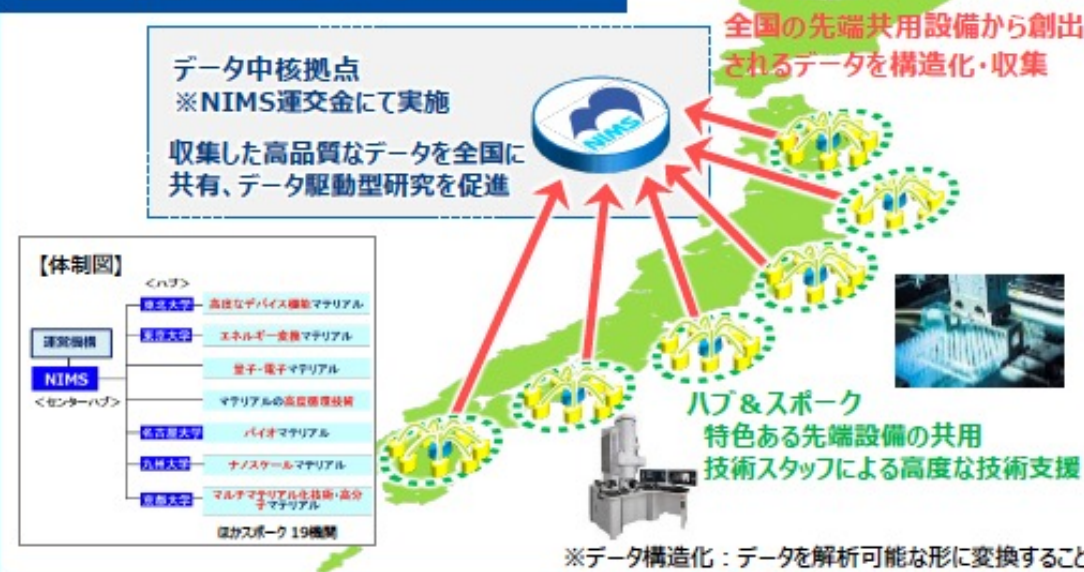 全国の先端共用設備から創出
されるデータを構造化・収集
データ中核拠点
※NIMS運交金にて実施
収集した高品質なデータを全国に
共有、データ駆動型研究を促進
NIMS
【体制図】
<ハブ>
東北大学 高度なデバイス機能マテリアル
東京大学 エネルギー変換マテリアル
運営機構
量子・電子マテリアル
NIMS
<センターハブ>
マテリアルの高度循環技術
名古屋大学 バイオマテリアル
九州大学 ナノスケールマテリアル
京都大学 マルチマテリアル化技術・高分
子マテリアル
ほかスポーク 19機関
ハブ&スポーク
特色ある先端設備の共用
技術スタッフによる高度な技術支援
※データ構造化:データを解析可能な形に変換すること